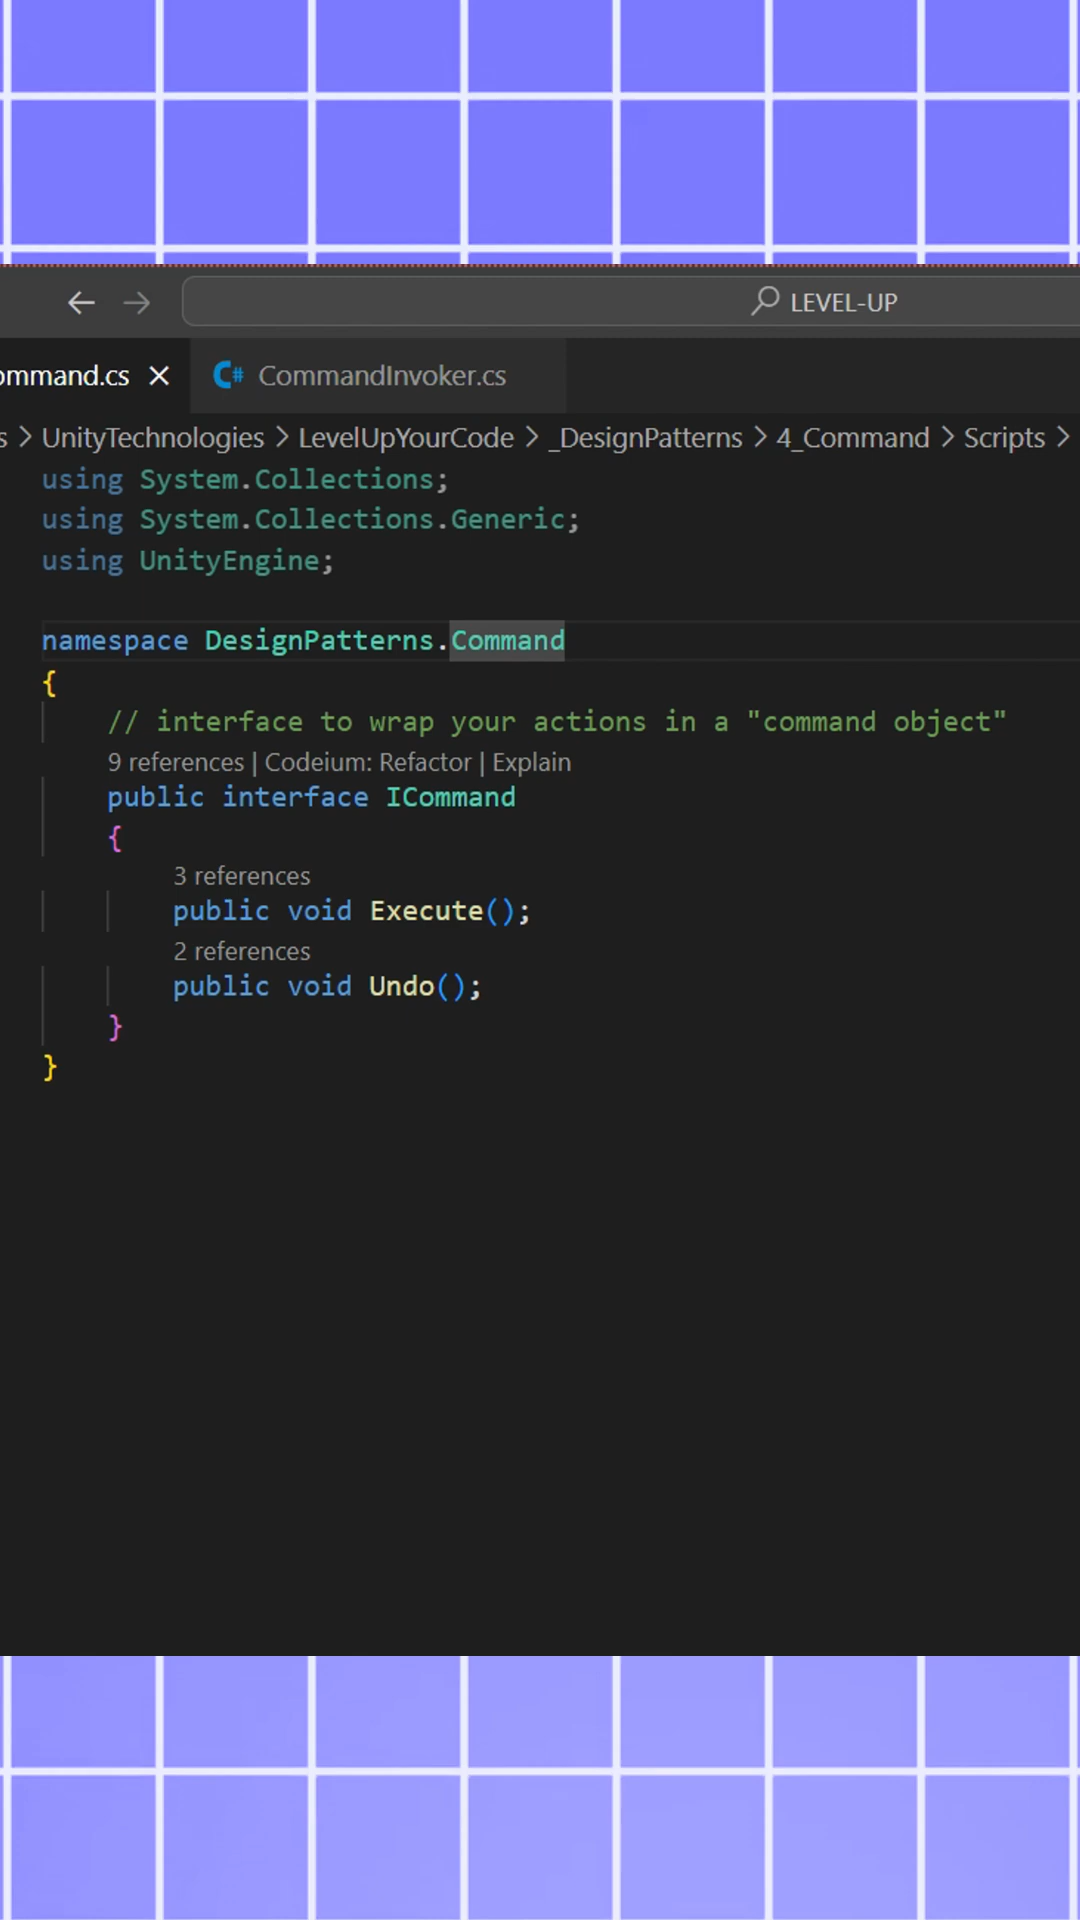 LEVEL-UP
ommand.cs
C# CommandInvoker.cs
s > UnityTechnologies > LevelUpYourCode > _DesignPatterns > 4_Command > Scripts >
using System.Collections;
using System.Collections.Generic;
using UnityEngine;
namespace DesignPatterns.Command
{
// interface to wrap your actions in a "command object"
9 references | Codeium: Refactor | Explain
public interface ICommand
{
3 references
public void Execute();
2 references
public void Undo();
}
}